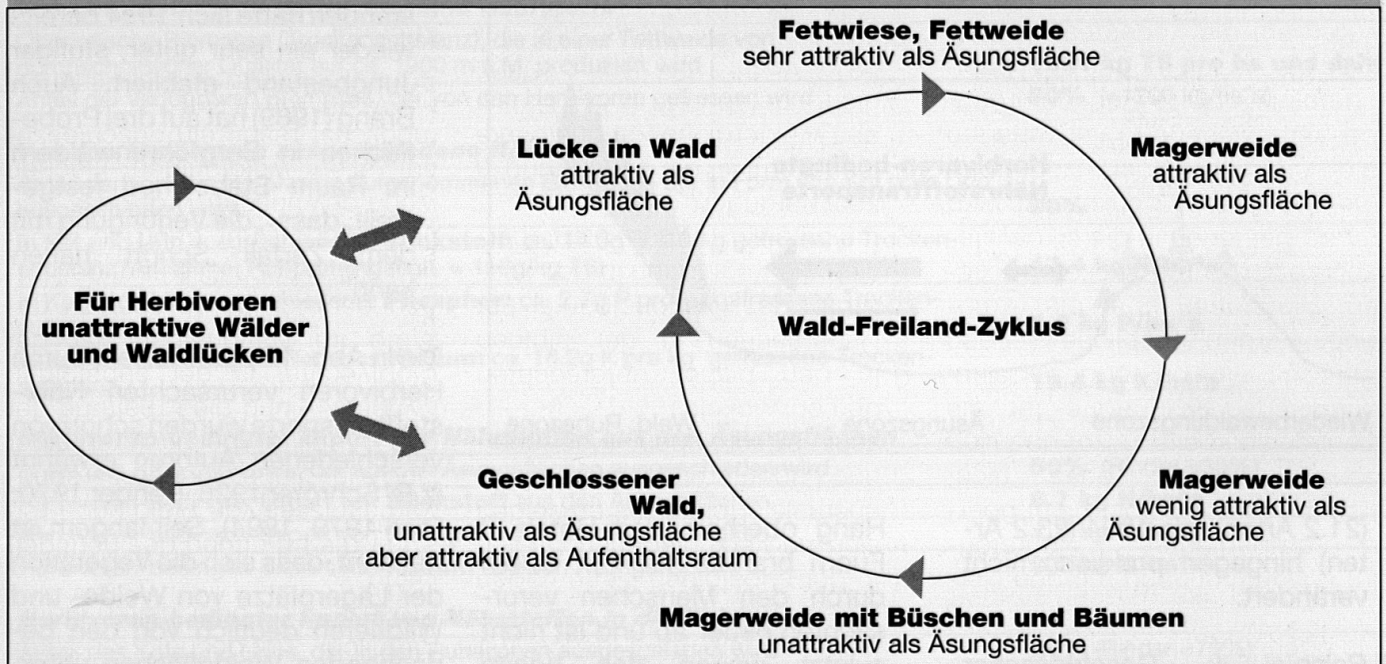 Fettwiese, Fettweide
sehr attraktiv als Äsungsfläche
Lücke im Wald
attraktiv als
Äsungsfläche
Magerweide
attraktiv als
Äsungsfläche
Für Herbivoren
unattraktive Wälder
und Waldlücken
Wald-Freiland-Zyklus
Geschlossener
Wald,
unattraktiv als Äsungsfläche
aber attraktiv als Aufenthaltsraum
Magerweide
wenig attraktiv als
Äsungsfläche
Magerweide mit Büschen und Bäumen
unattraktiv als Äsungsfläche